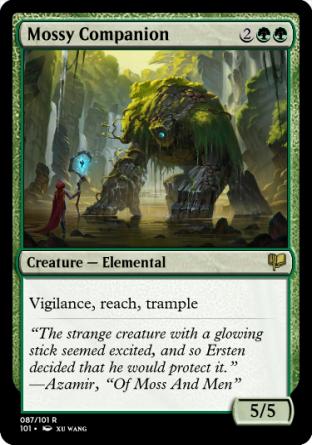 Mossy Companion 2
Creature — Elemental
Vigilance, reach, trample
“The strange creature with a glowing
stick seemed excited, and so Ersten
decided that he would protect it.”
—Azamir, “Of Moss And Men”
5/5
087/101 R
101 • XU WANG